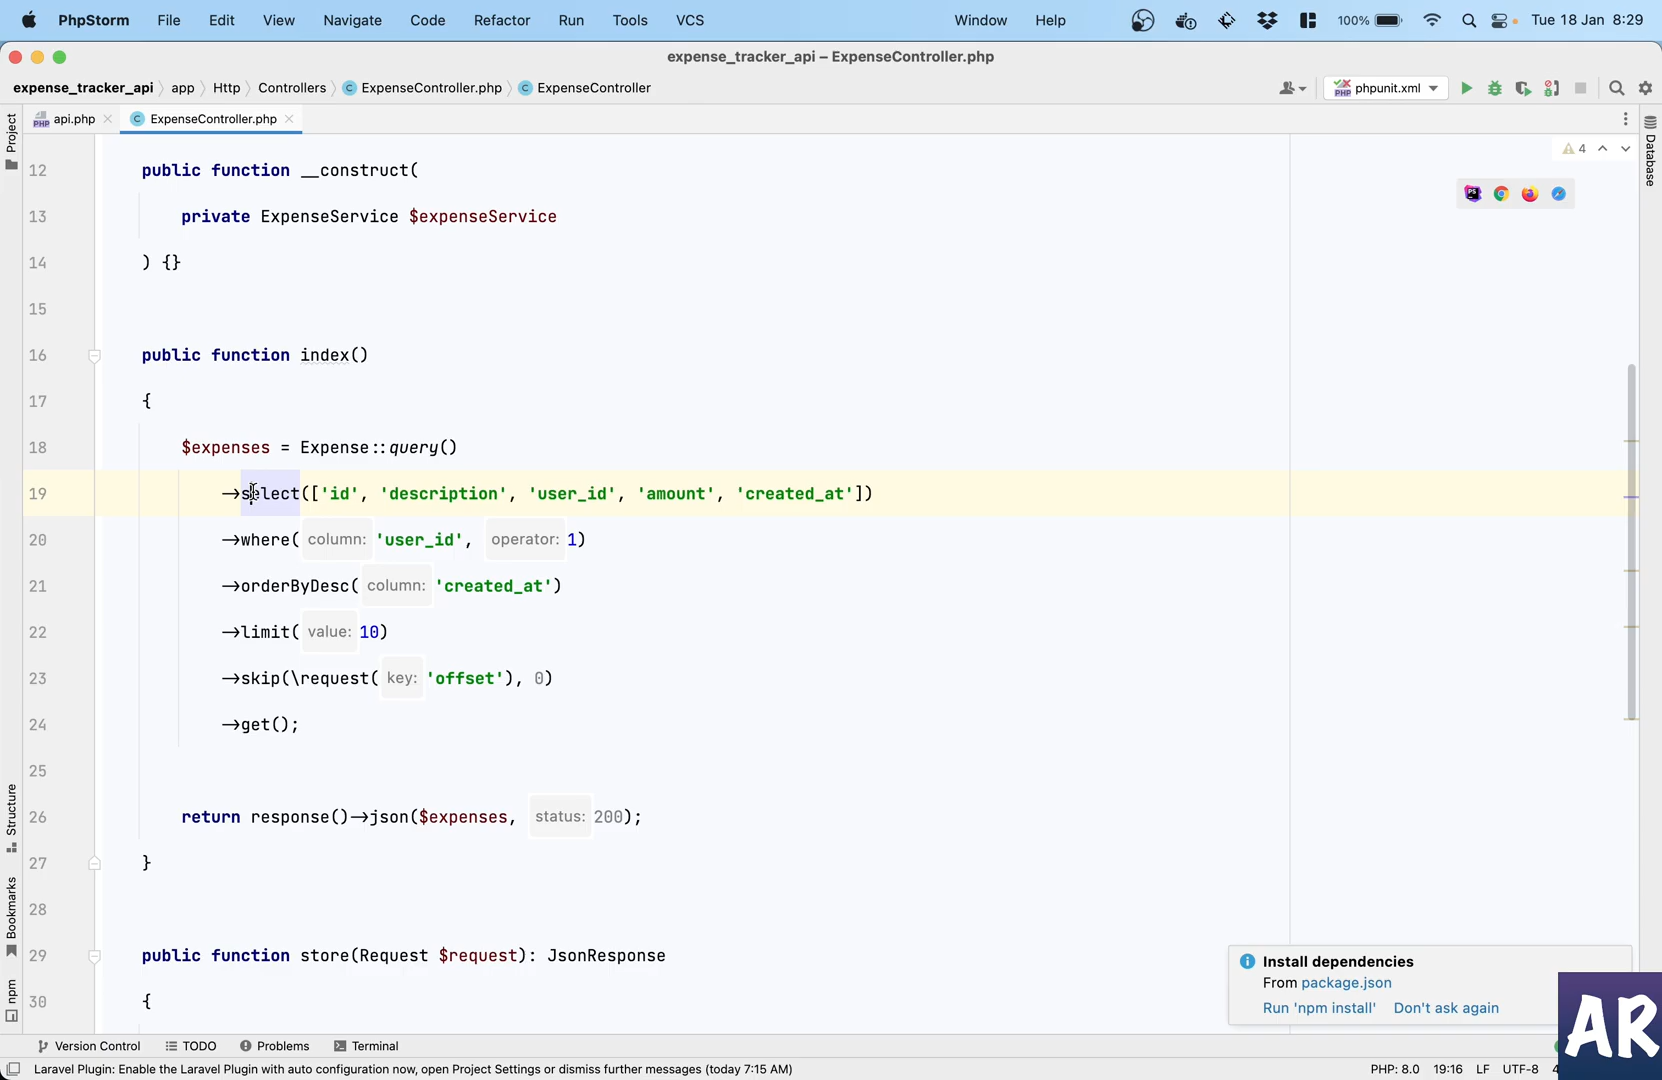 PhpStorm File Edit View Navigate Code Refactor Run Tools VCS Window Help 100% Tue 18 Jan 8:29
expense_tracker_api – ExpenseController.php
expense_tracker_api app Http Controllers ExpenseController.php ExpenseController phpunit.xml
api.php ExpenseController.php
Project
Database
4
12 public function __construct(
13 private ExpenseService $expenseService
14 ) {}
15
16 public function index()
17 {
18 $expenses = Expense::query()
19 ->select(['id', 'description', 'user_id', 'amount', 'created_at'])
20 ->where( column: 'user_id', operator: 1)
21 ->orderByDesc( column: 'created_at')
22 ->limit( value: 10)
23 ->skip(\request( key: 'offset'), 0)
24 ->get();
25
26 return response()->json($expenses, status: 200);
27 }
28
29 public function store(Request $request): JsonResponse
30 {
Structure
Bookmarks
npm
Install dependencies
From package.json
Run 'npm install' Don't ask again
AR
Version Control TODO Problems Terminal
Laravel Plugin: Enable the Laravel Plugin with auto configuration now, open Project Settings or dismiss further messages (today 7:15 AM) PHP: 8.0 19:16 LF UTF-8 4